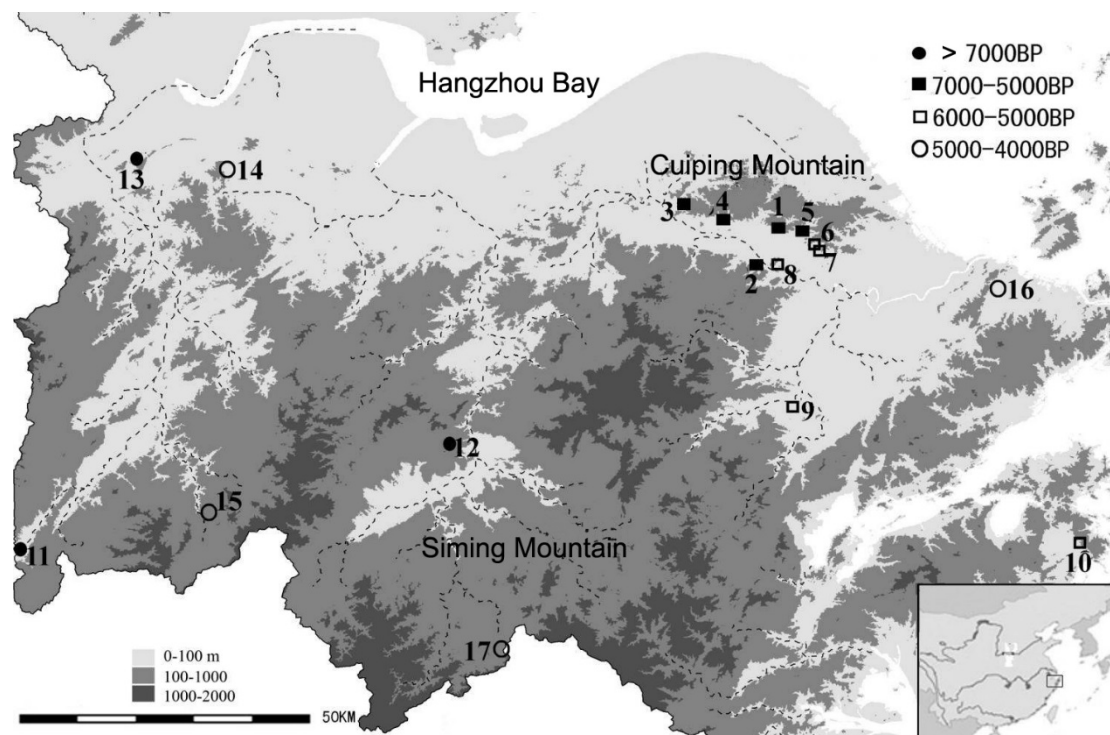 Hangzhou Bay
● > 7000BP
■ 7000-5000BP
□ 6000-5000BP
○ 5000-4000BP
Cuiping Mountain
13
14
3
4
1
5
6
7
2
8
16
9
12
15
11
Siming Mountain
10
17
0-100 m
100-1000
1000-2000
50KM